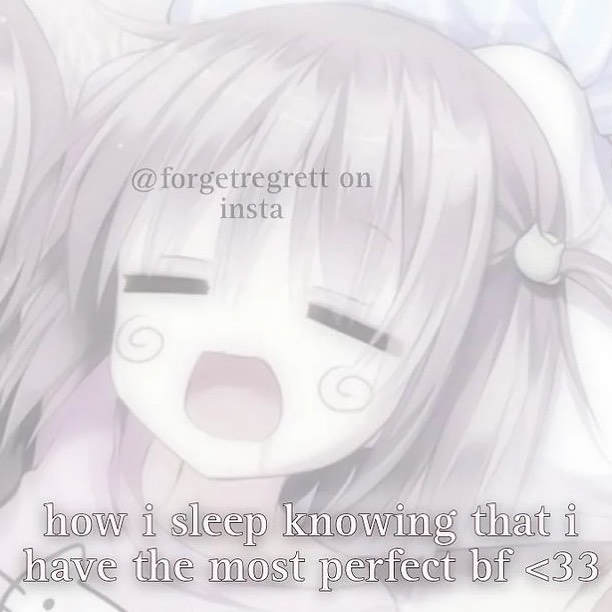 @forgetregrett on
insta
how i sleep knowing that i
have the most perfect bf <33